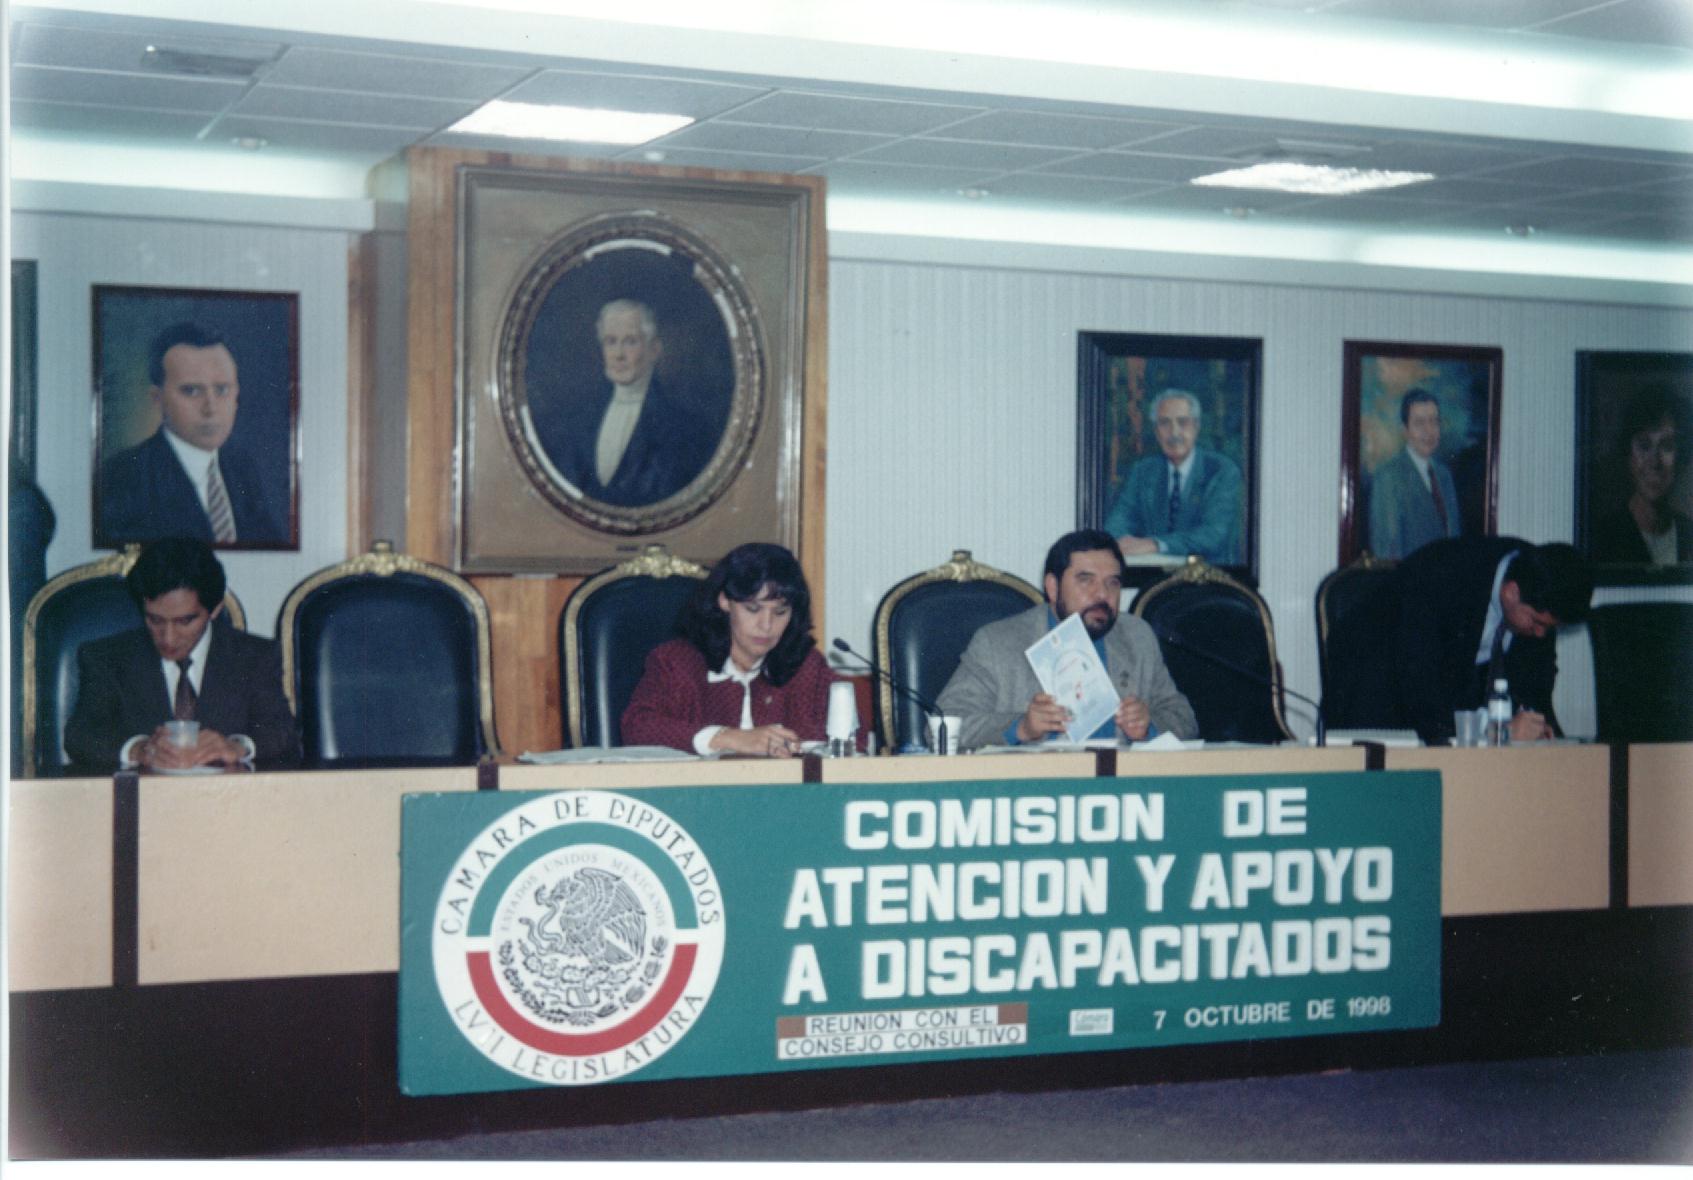 CAMARA DE DIPUTADOS
ESTADOS UNIDOS MEXICANOS
LVII LEGISLATURA
COMISION DE
ATENCION Y APOYO
A DISCAPACITADOS
REUNION CON EL
CONSEJO CONSULTIVO
7 OCTUBRE DE 1998